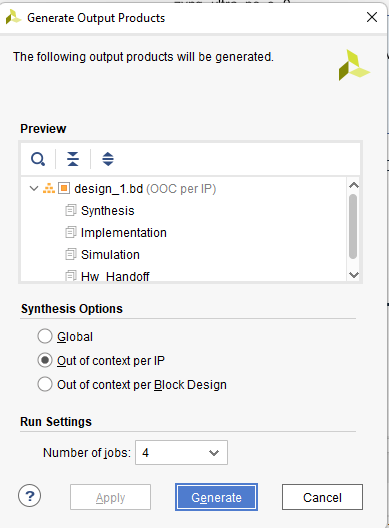 Generate Output Products
The following output products will be generated.
Preview
design_1.bd (OOC per IP)
Synthesis
Implementation
Simulation
Hw_Handoff
Synthesis Options
Global
Out of context per IP
Out of context per Block Design
Run Settings
Number of jobs: 4
? Apply Generate Cancel